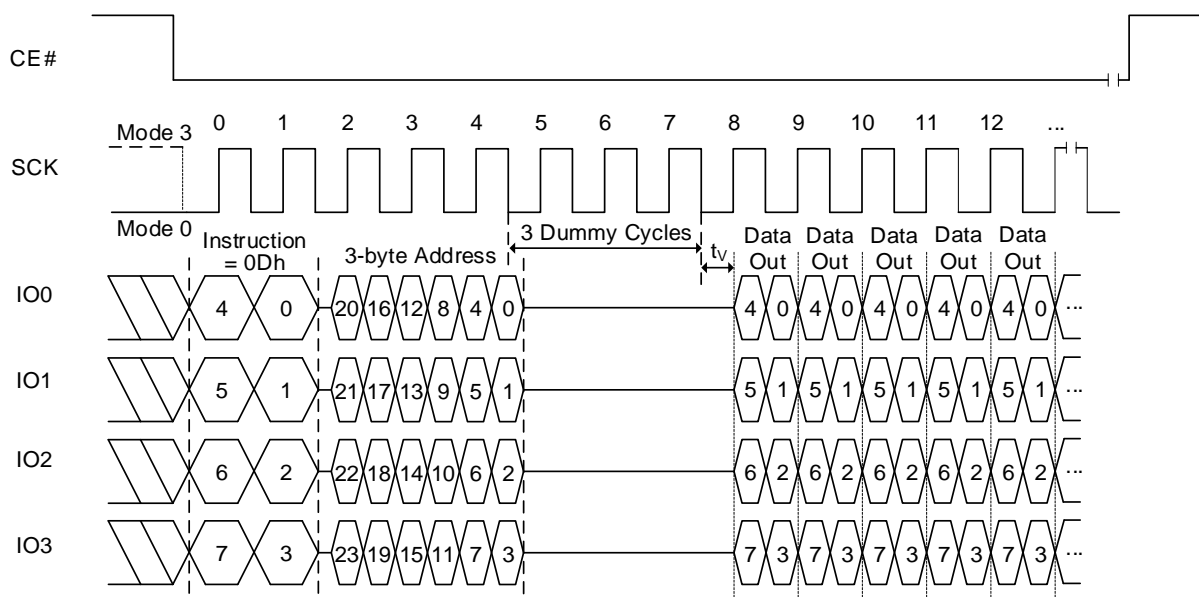 CE#
0 1 2 3 4 5 6 7 8 9 10 11 12 ...
Mode 3
SCK
Mode 0
Instruction
= 0Dh
3-byte Address
3 Dummy Cycles
tV
Data Out
Data Out
Data Out
Data Out
Data Out
IO0 4 0 20 16 12 8 4 0 4 0 4 0 4 0 4 0 4 0 ...
IO1 5 1 21 17 13 9 5 1 5 1 5 1 5 1 5 1 5 1 ...
IO2 6 2 22 18 14 10 6 2 6 2 6 2 6 2 6 2 6 2 ...
IO3 7 3 23 19 15 11 7 3 7 3 7 3 7 3 7 3 7 3 ...